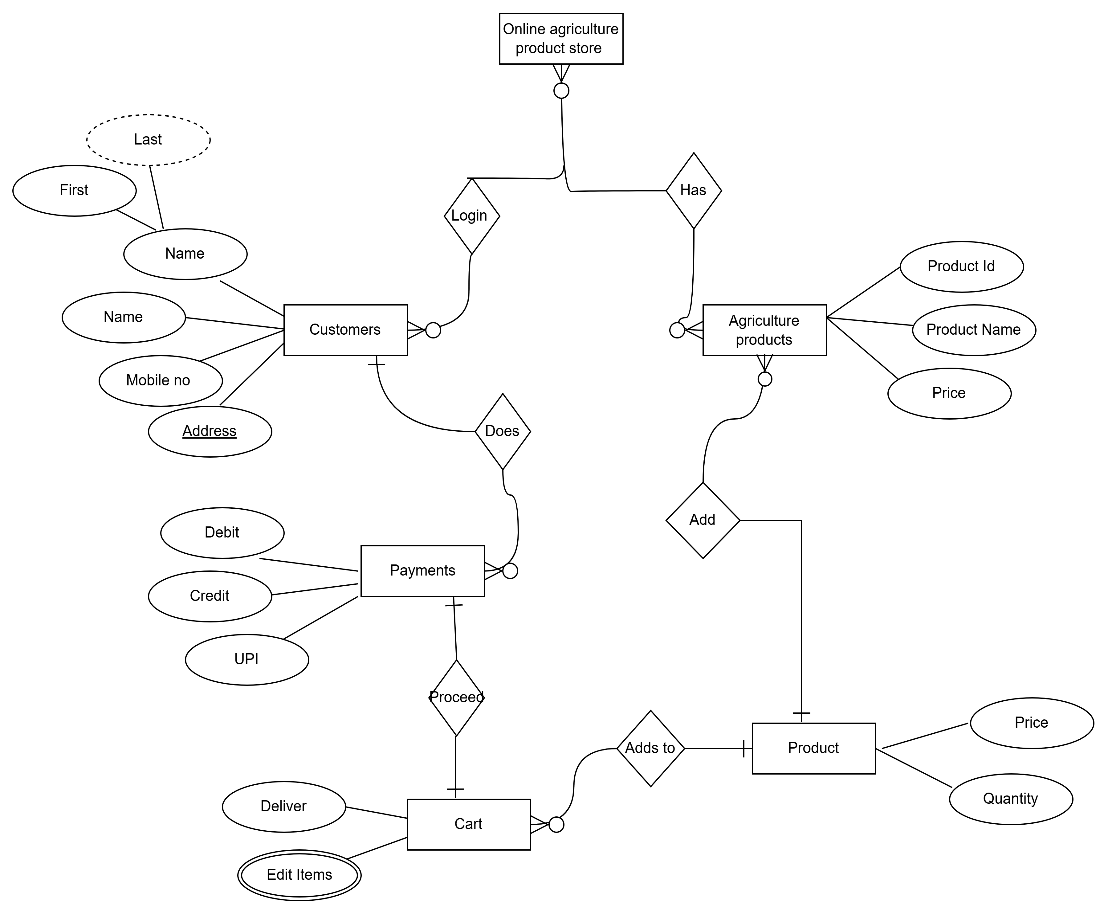 Online agriculture
product store
Last
First
Has
Login
Name
Product Id
Name
Customers
Agriculture
products
Product Name
Mobile no
Price
Address
Does
Add
Debit
Payments
Credit
UPI
Proceed
Price
Adds to
Product
Quantity
Deliver
Cart
Edit Items